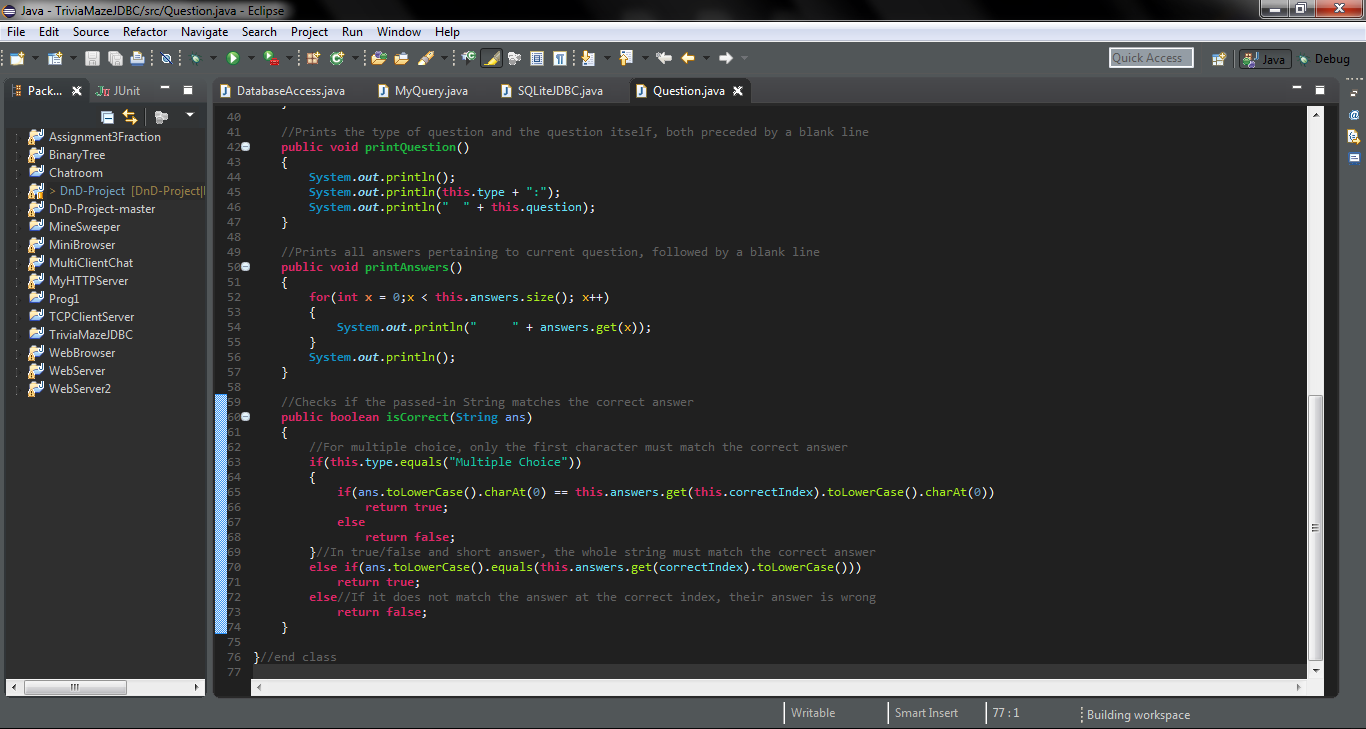 Java - TriviaMazeJDBC/src/Question.java - Eclipse
File Edit Source Refactor Navigate Search Project Run Window Help
Quick Access
Java
Debug
Pack...
JUnit
DatabaseAccess.java
MyQuery.java
SQLiteJDBC.java
Question.java
Assignment3Fraction
BinaryTree
Chatroom
> DnD-Project [DnD-Project
DnD-Project-master
MineSweeper
MiniBrowser
MultiClientChat
MyHTTPServer
Prog1
TCPClientServer
TriviaMazeJDBC
WebBrowser
WebServer
WebServer2
40
41 //Prints the type of question and the question itself, both preceded by a blank line
42 public void printQuestion()
43 {
44 System.out.println();
45 System.out.println(this.type + ":");
46 System.out.println("  " + this.question);
47 }
48
49 //Prints all answers pertaining to current question, followed by a blank line
50 public void printAnswers()
51 {
52 for(int x = 0;x < this.answers.size(); x++)
53 {
54 System.out.println("     " + answers.get(x));
55 }
56 System.out.println();
57 }
58
59 //Checks if the passed-in String matches the correct answer
60 public boolean isCorrect(String ans)
61 {
62 //For multiple choice, only the first character must match the correct answer
63 if(this.type.equals("Multiple Choice"))
64 {
65 if(ans.toLowerCase().charAt(0) == this.answers.get(this.correctIndex).toLowerCase().charAt(0))
66 return true;
67 else
68 return false;
69 }//In true/false and short answer, the whole string must match the correct answer
70 else if(ans.toLowerCase().equals(this.answers.get(correctIndex).toLowerCase()))
71 return true;
72 else//If it does not match the answer at the correct index, their answer is wrong
73 return false;
74 }
75
76 }//end class
77
Writable
Smart Insert
77 : 1
Building workspace